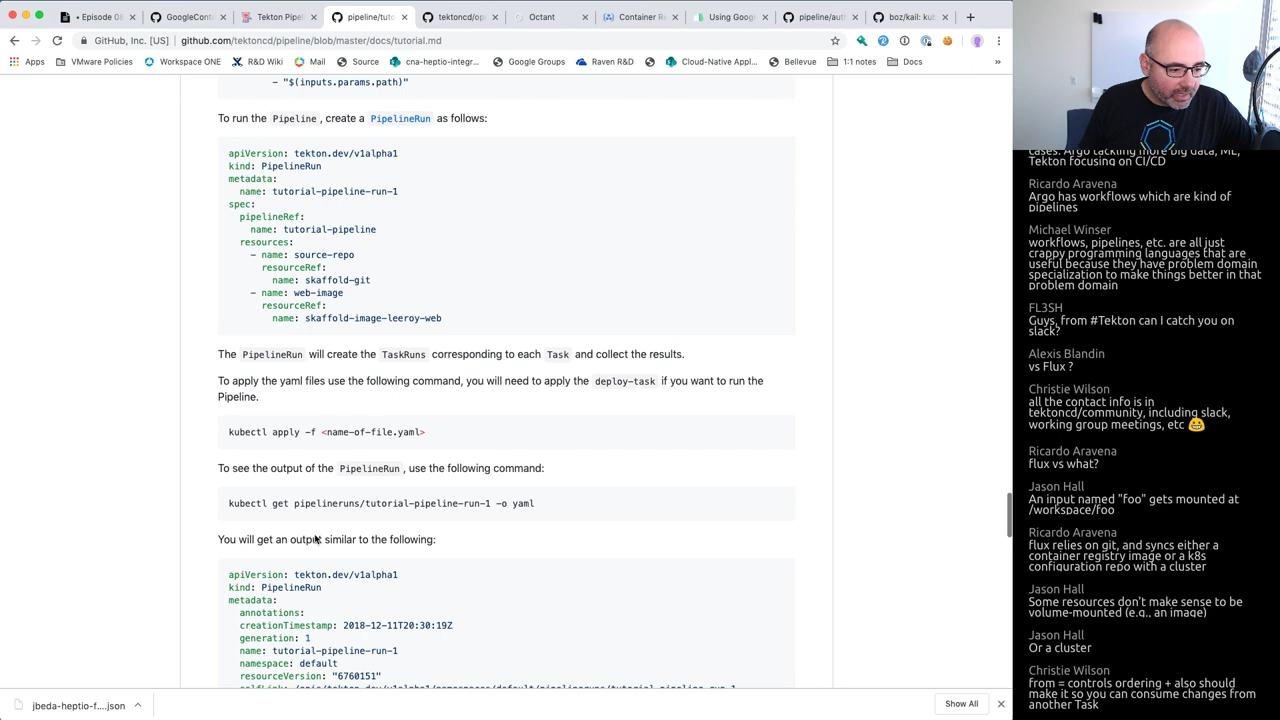 • Episode 08
GoogleCont
Tekton Pipel
pipeline/tuto
tektoncd/ope
Octant
Container Re
Using Googl
pipeline/auth
boz/kail: kub
GitHub, Inc. [US] | github.com/tektoncd/pipeline/blob/master/docs/tutorial.md
Apps
VMware Policies
Workspace ONE
R&D Wiki
Mail
Source
cna-heptio-integr...
Google Groups
Raven R&D
Cloud-Native Appl...
Bellevue
1:1 notes
Docs
»
- "$(inputs.params.path)"
To run the Pipeline , create a PipelineRun as follows:
apiVersion: tekton.dev/v1alpha1
kind: PipelineRun
metadata:
name: tutorial-pipeline-run-1
spec:
pipelineRef:
name: tutorial-pipeline
resources:
- name: source-repo
resourceRef:
name: skaffold-git
- name: web-image
resourceRef:
name: skaffold-image-leeroy-web
The PipelineRun will create the TaskRuns corresponding to each Task and collect the results.
To apply the yaml files use the following command, you will need to apply the deploy-task if you want to run the
Pipeline.
kubectl apply -f <name-of-file.yaml>
To see the output of the PipelineRun , use the following command:
kubectl get pipelineruns/tutorial-pipeline-run-1 -o yaml
You will get an output similar to the following:
apiVersion: tekton.dev/v1alpha1
kind: PipelineRun
metadata:
annotations:
creationTimestamp: 2018-12-11T20:30:19Z
generation: 1
name: tutorial-pipeline-run-1
namespace: default
resourceVersion: "6760151"
jbeda-heptio-f....json
Show All
cases. Argo tackling more big data, ML,
Tekton focusing on CI/CD
Ricardo Aravena
Argo has workflows which are kind of
pipelines
Michael Winser
workflows, pipelines, etc. are all just
crappy programming languages that are
useful because they have problem domain
specialization to make things better in that
problem domain
FL3SH
Guys, from #Tekton can I catch you on
slack?
Alexis Blandin
vs Flux ?
Christie Wilson
all the contact info is in
tektoncd/community, including slack,
working group meetings, etc 😁
Ricardo Aravena
flux vs what?
Jason Hall
An input named "foo" gets mounted at
/workspace/foo
Ricardo Aravena
flux relies on git, and syncs either a
container registry image or a k8s
configuration repo with a cluster
Jason Hall
Some resources don't make sense to be
volume-mounted (e.g., an image)
Jason Hall
Or a cluster
Christie Wilson
from = controls ordering + also should
make it so you can consume changes from
another Task